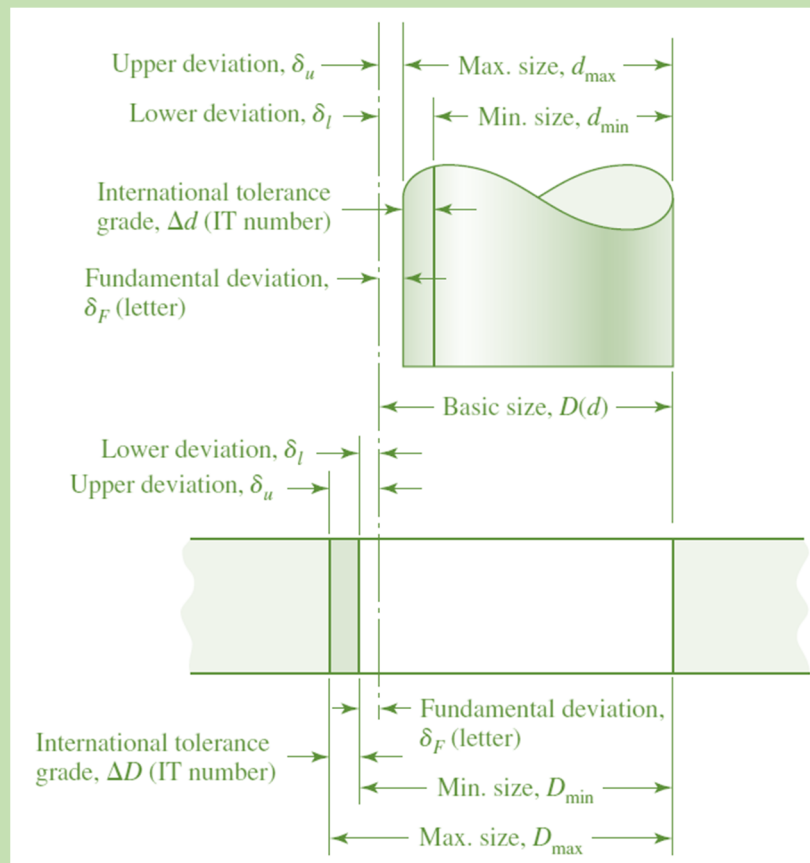 Upper deviation, δu
Max. size, dmax
Lower deviation, δl
Min. size, dmin
International tolerance
grade, Δd (IT number)
Fundamental deviation,
δF (letter)
Basic size, D(d)
Lower deviation, δl
Upper deviation, δu
Fundamental deviation,
δF (letter)
International tolerance
grade, ΔD (IT number)
Min. size, Dmin
Max. size, Dmax